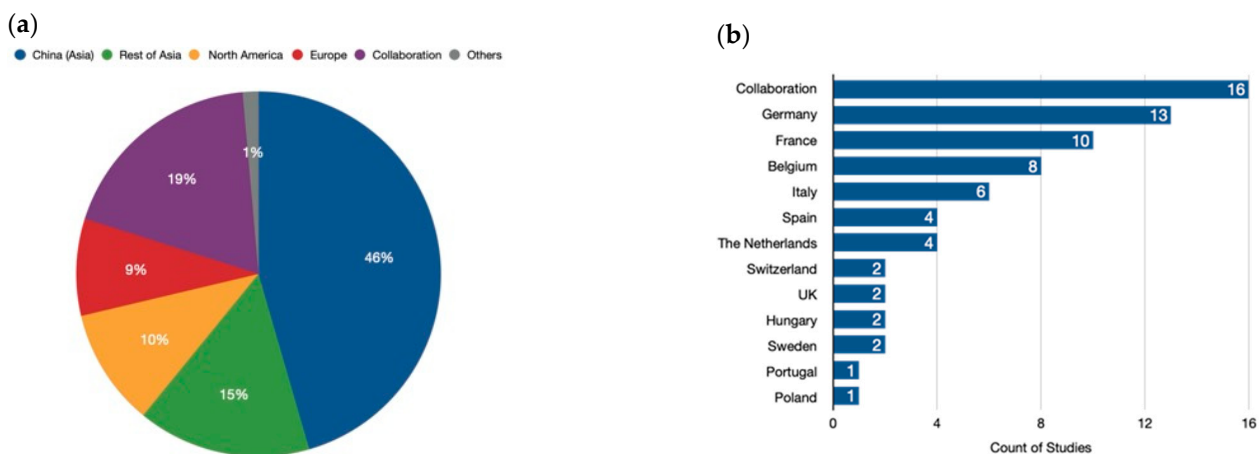 (a)
China (Asia) Rest of Asia North America Europe Collaboration Others
1%
19%
46%
9%
10%
15%
(b)
Collaboration 16
Germany 13
France 10
Belgium 8
Italy 6
Spain 4
The Netherlands 4
Switzerland 2
UK 2
Hungary 2
Sweden 2
Portugal 1
Poland 1
0 4 8 12 16
Count of Studies